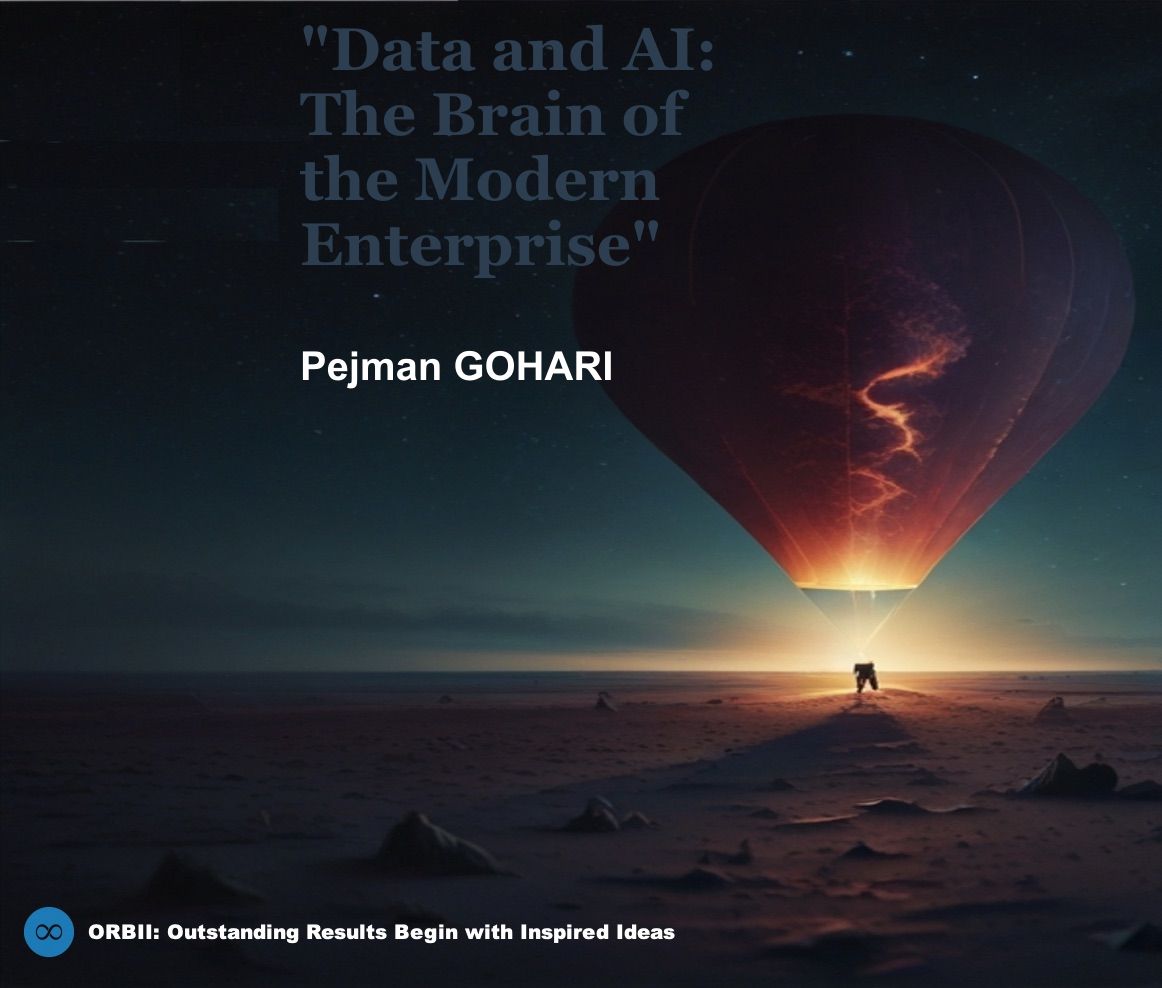 "Data and AI:
The Brain of
the Modern
Enterprise"
Pejman GOHARI
ORBII: Outstanding Results Begin with Inspired Ideas